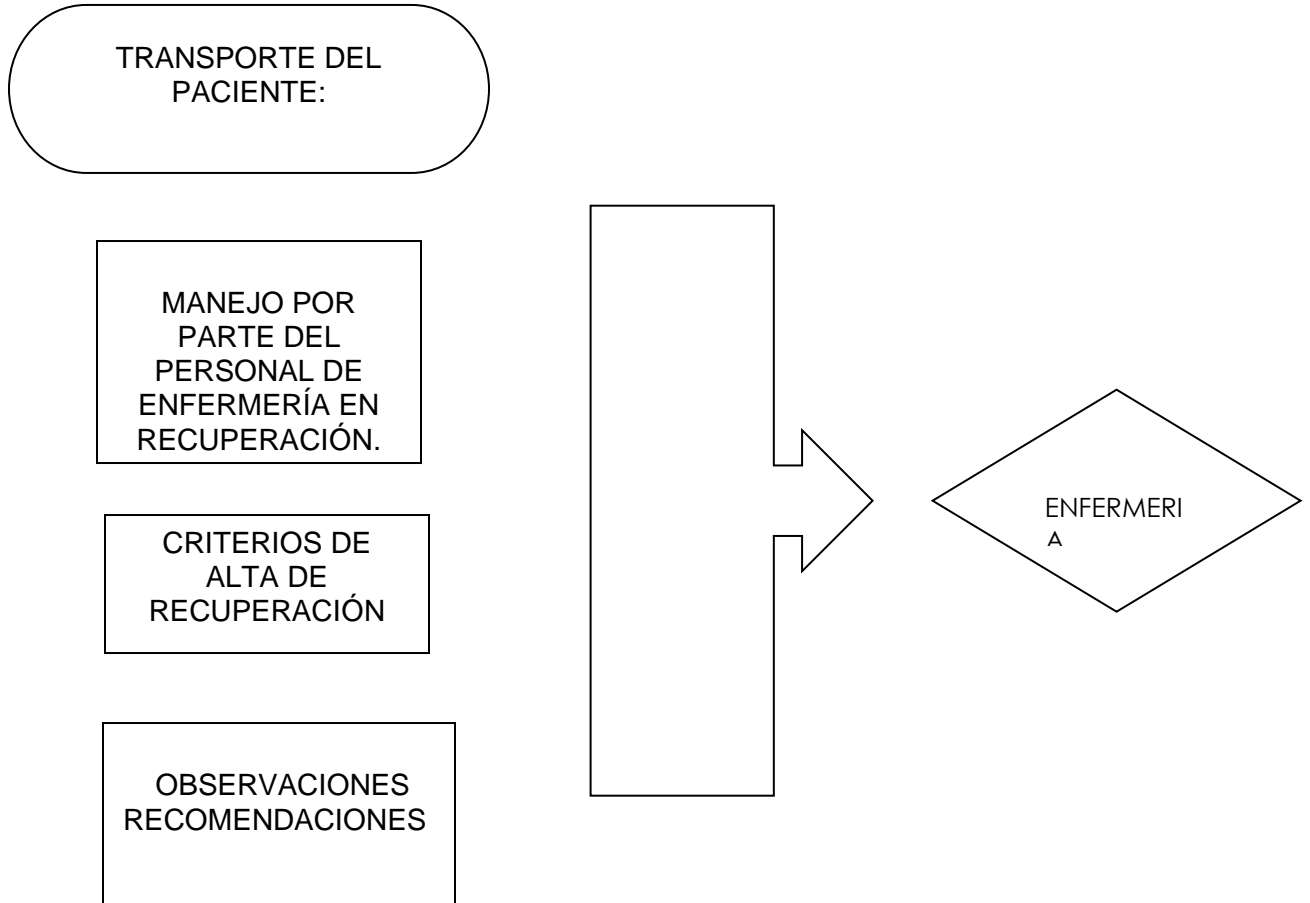 TRANSPORTE DEL
PACIENTE:
MANEJO POR
PARTE DEL
PERSONAL DE
ENFERMERÍA EN
RECUPERACIÓN.
CRITERIOS DE
ALTA DE
RECUPERACIÓN
OBSERVACIONES
RECOMENDACIONES
ENFERMERI
A